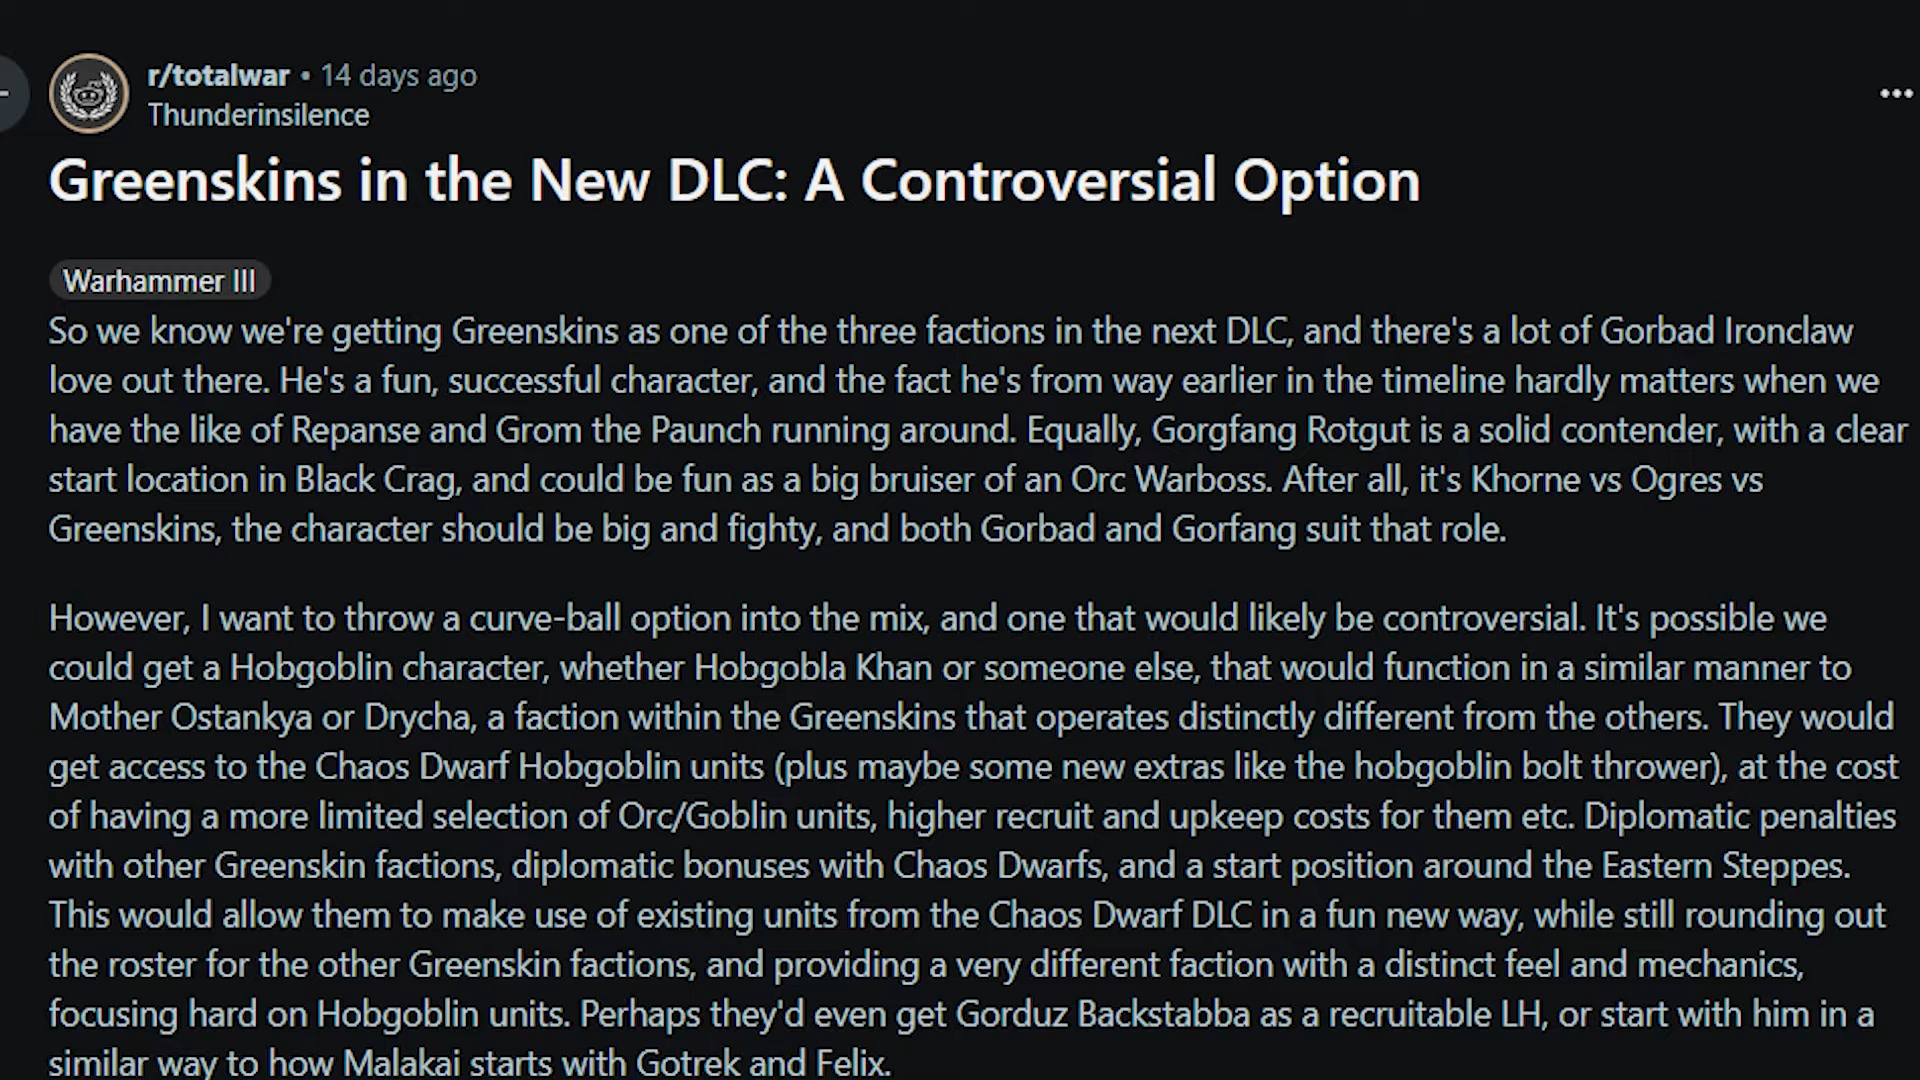 r/totalwar • 14 days ago
Thunderinsilence
Greenskins in the New DLC: A Controversial Option
Warhammer III
So we know we're getting Greenskins as one of the three factions in the next DLC, and there's a lot of Gorbad Ironclaw
love out there. He's a fun, successful character, and the fact he's from way earlier in the timeline hardly matters when we
have the like of Repanse and Grom the Paunch running around. Equally, Gorgfang Rotgut is a solid contender, with a clear
start location in Black Crag, and could be fun as a big bruiser of an Orc Warboss. After all, it's Khorne vs Ogres vs
Greenskins, the character should be big and fighty, and both Gorbad and Gorfang suit that role.
However, I want to throw a curve-ball option into the mix, and one that would likely be controversial. It's possible we
could get a Hobgoblin character, whether Hobgobla Khan or someone else, that would function in a similar manner to
Mother Ostankya or Drycha, a faction within the Greenskins that operates distinctly different from the others. They would
get access to the Chaos Dwarf Hobgoblin units (plus maybe some new extras like the hobgoblin bolt thrower), at the cost
of having a more limited selection of Orc/Goblin units, higher recruit and upkeep costs for them etc. Diplomatic penalties
with other Greenskin factions, diplomatic bonuses with Chaos Dwarfs, and a start position around the Eastern Steppes.
This would allow them to make use of existing units from the Chaos Dwarf DLC in a fun new way, while still rounding out
the roster for the other Greenskin factions, and providing a very different faction with a distinct feel and mechanics,
focusing hard on Hobgoblin units. Perhaps they'd even get Gorduz Backstabba as a recruitable LH, or start with him in a
similar way to how Malakai starts with Gotrek and Felix.